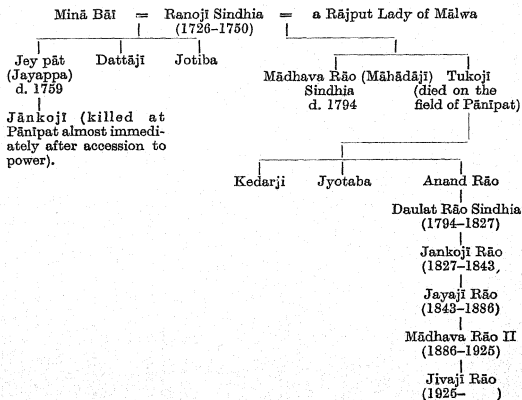 Minā Bāī = Ranojī Sindhia = a Rājput Lady of Mālwa
(1726–1750)
Jey pāt Dattājī Jotiba
(Jayappa)
d. 1759
Mādhava Rāo (Māhādājī) Tukojī
Sindhia (died on the
d. 1794 field of Pānīpat)
Jānkojī (killed at
Pānīpat almost immedi-
ately after accession to
power).
Kedarji Jyotaba Anand Rāo
Daulat Rāo Sindhia
(1794–1827)
Jankojī Rāo
(1827–1843,
Jayajī Rāo
(1843–1886)
Mādhava Rāo II
(1886–1925)
Jivajī Rāo
(1925– )